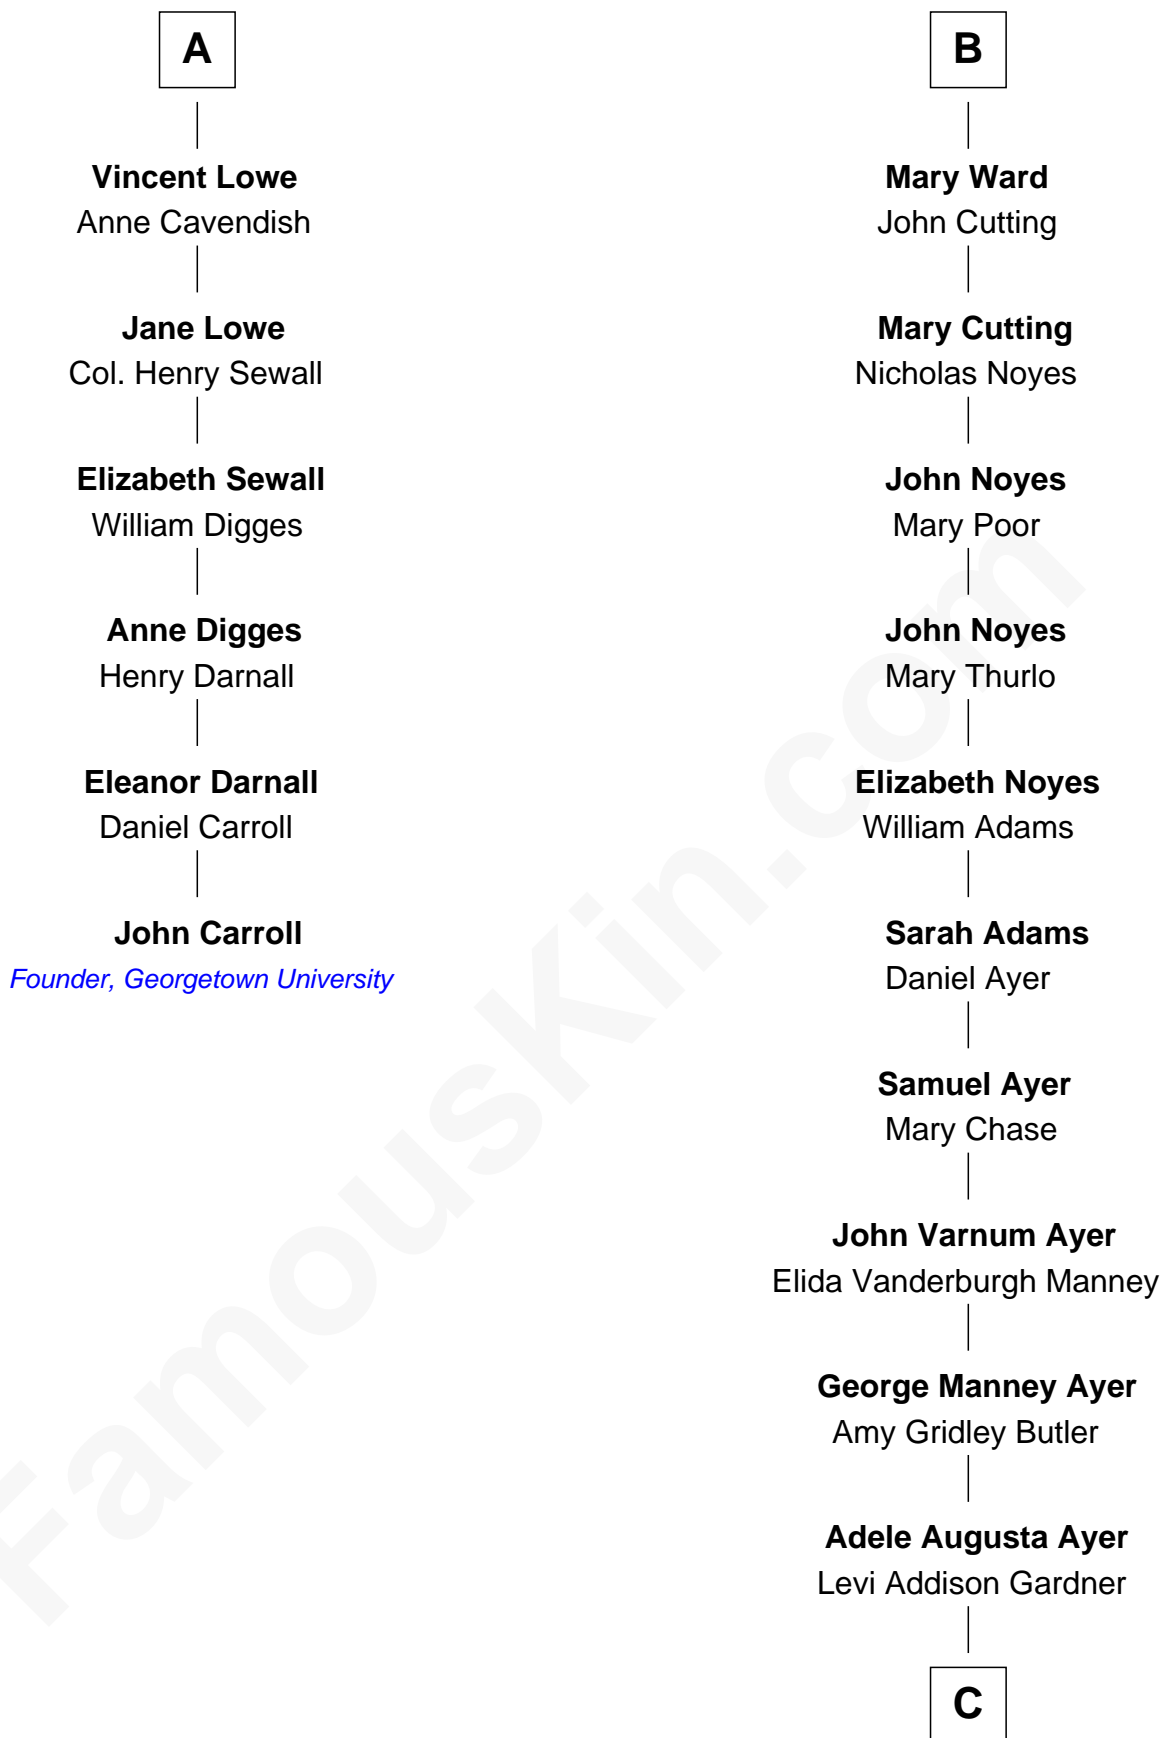 A
Vincent Lowe
Anne Cavendish
Jane Lowe
Col. Henry Sewall
Elizabeth Sewall
William Digges
Anne Digges
Henry Darnall
Eleanor Darnall
Daniel Carroll
John Carroll
Founder, Georgetown University
B
Mary Ward
John Cutting
Mary Cutting
Nicholas Noyes
John Noyes
Mary Poor
John Noyes
Mary Thurlo
Elizabeth Noyes
William Adams
Sarah Adams
Daniel Ayer
Samuel Ayer
Mary Chase
John Varnum Ayer
Elida Vanderburgh Manney
George Manney Ayer
Amy Gridley Butler
Adele Augusta Ayer
Levi Addison Gardner
C
FamousKin.com